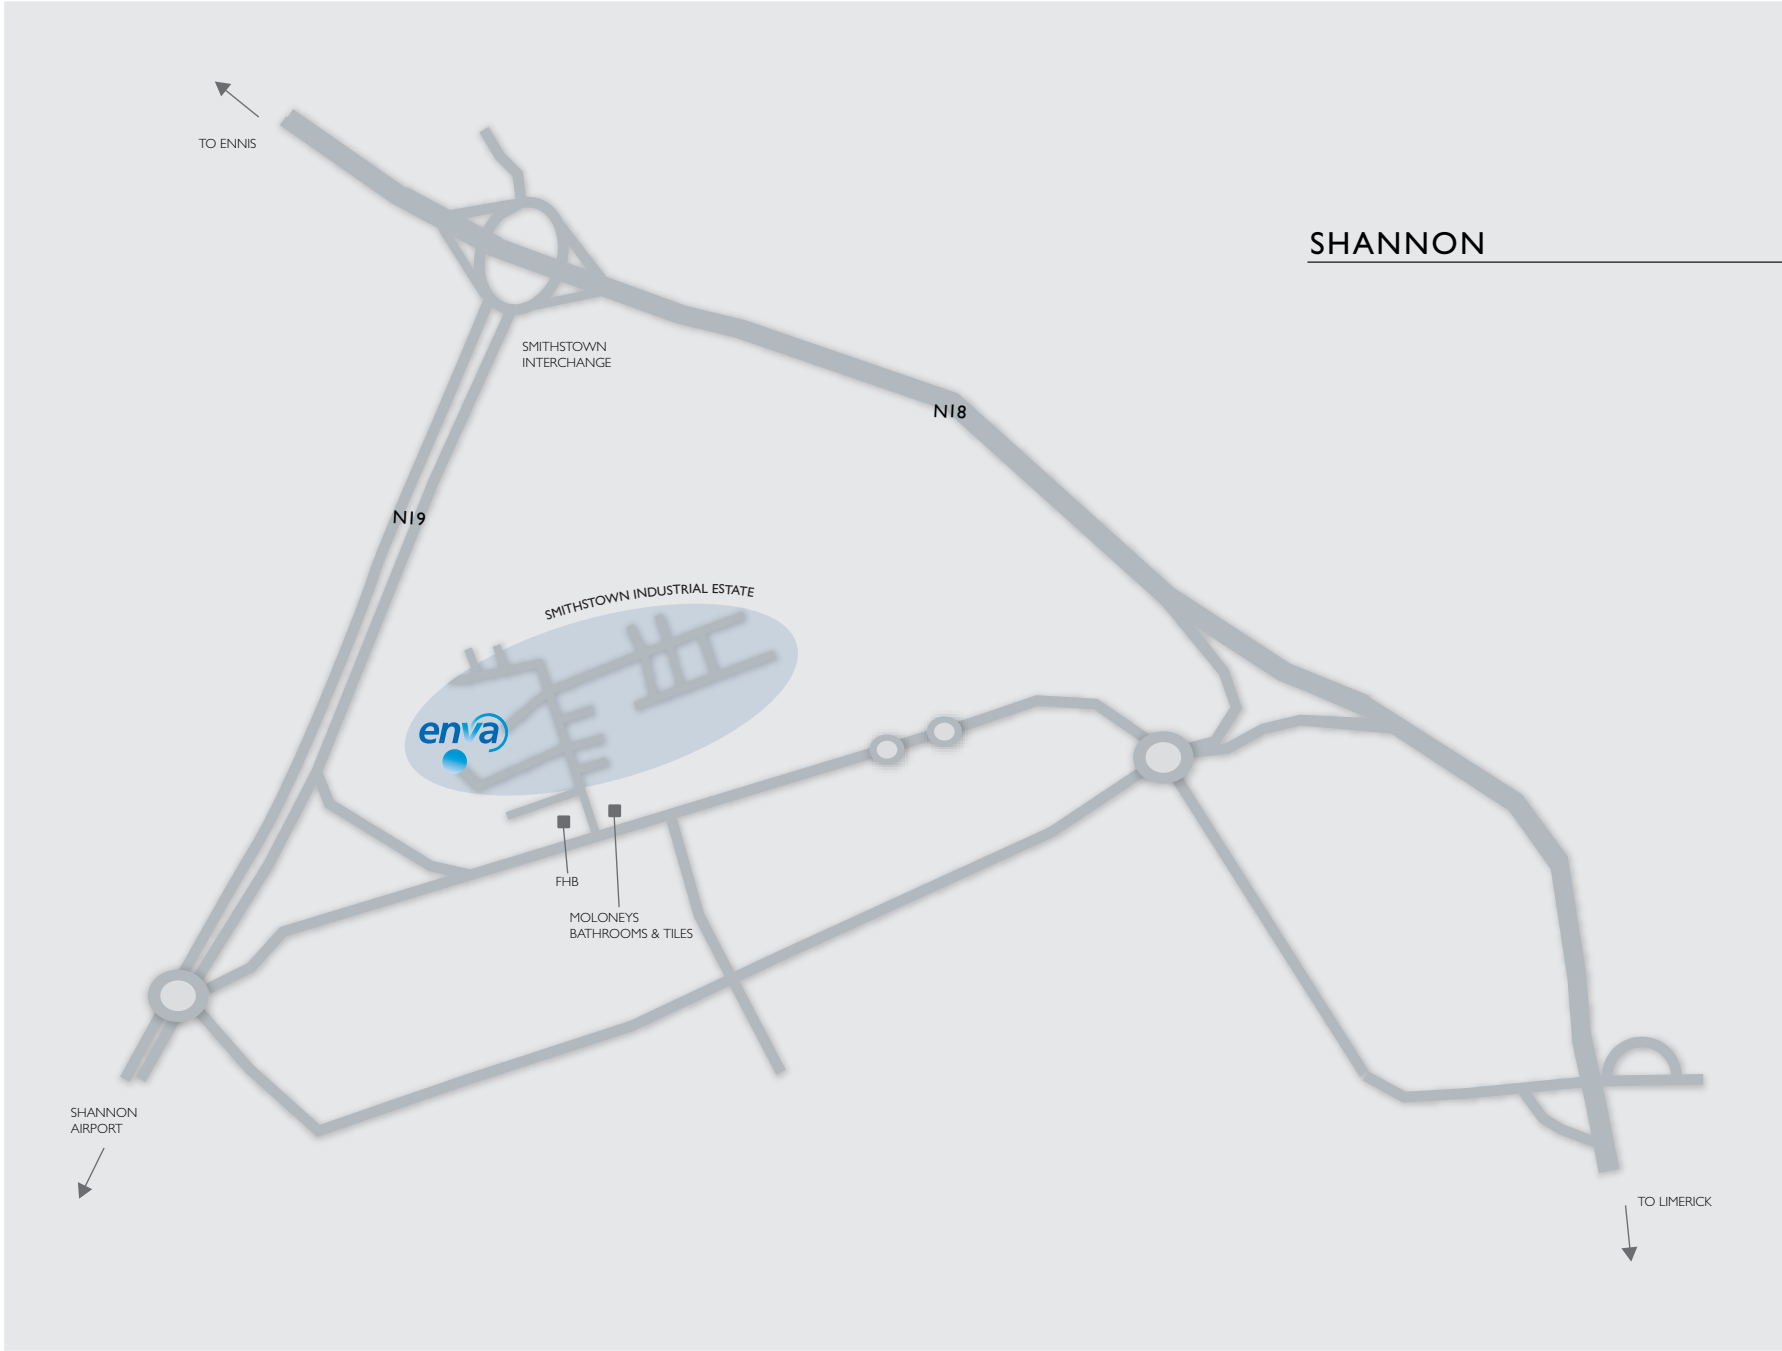 TO ENNIS
SHANNON
SMITHSTOWN
INTERCHANGE
N18
N19
SMITHSTOWN INDUSTRIAL ESTATE
enva
FHB
MOLONEYS
BATHROOMS & TILES
SHANNON
AIRPORT
TO LIMERICK